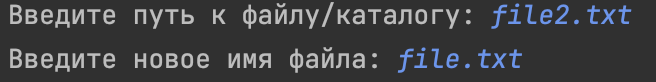 Введите путь к файлу/каталогу: file2.txt
Введите новое имя файла: file.txt